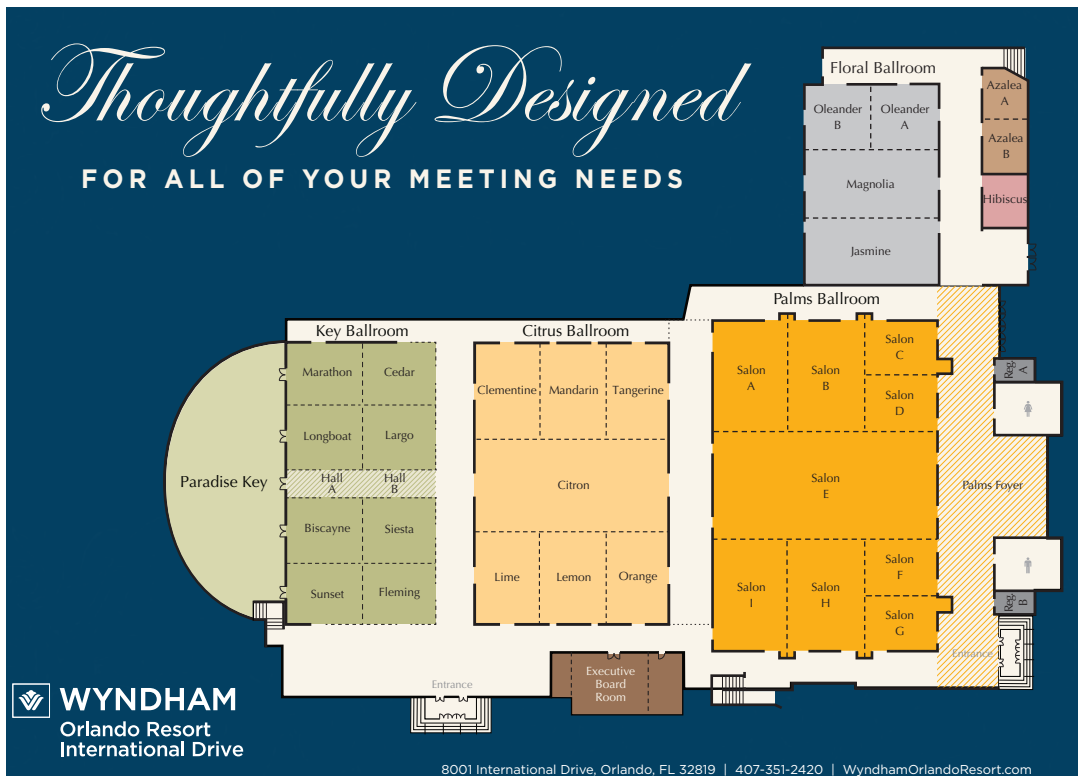 Thoughtfully Designed
FOR ALL OF YOUR MEETING NEEDS
Floral Ballroom
Oleander
B
Oleander
A
Magnolia
Jasmine
Azalea
A
Azalea
B
Hibiscus
Key Ballroom
Marathon
Cedar
Longboat
Largo
Hall
A
Hall
B
Biscayne
Siesta
Sunset
Fleming
Paradise Key
Citrus Ballroom
Clementine
Mandarin
Tangerine
Citron
Lime
Lemon
Orange
Palms Ballroom
Salon
A
Salon
B
Salon
C
Salon
D
Salon
E
Salon
I
Salon
H
Salon
F
Salon
G
Reg.
A
Palms Foyer
Reg.
B
Entrance
Entrance
Executive
Board
Room
WYNDHAM
Orlando Resort
International Drive
8001 International Drive, Orlando, FL 32819 | 407-351-2420 | WyndhamOrlandoResort.com